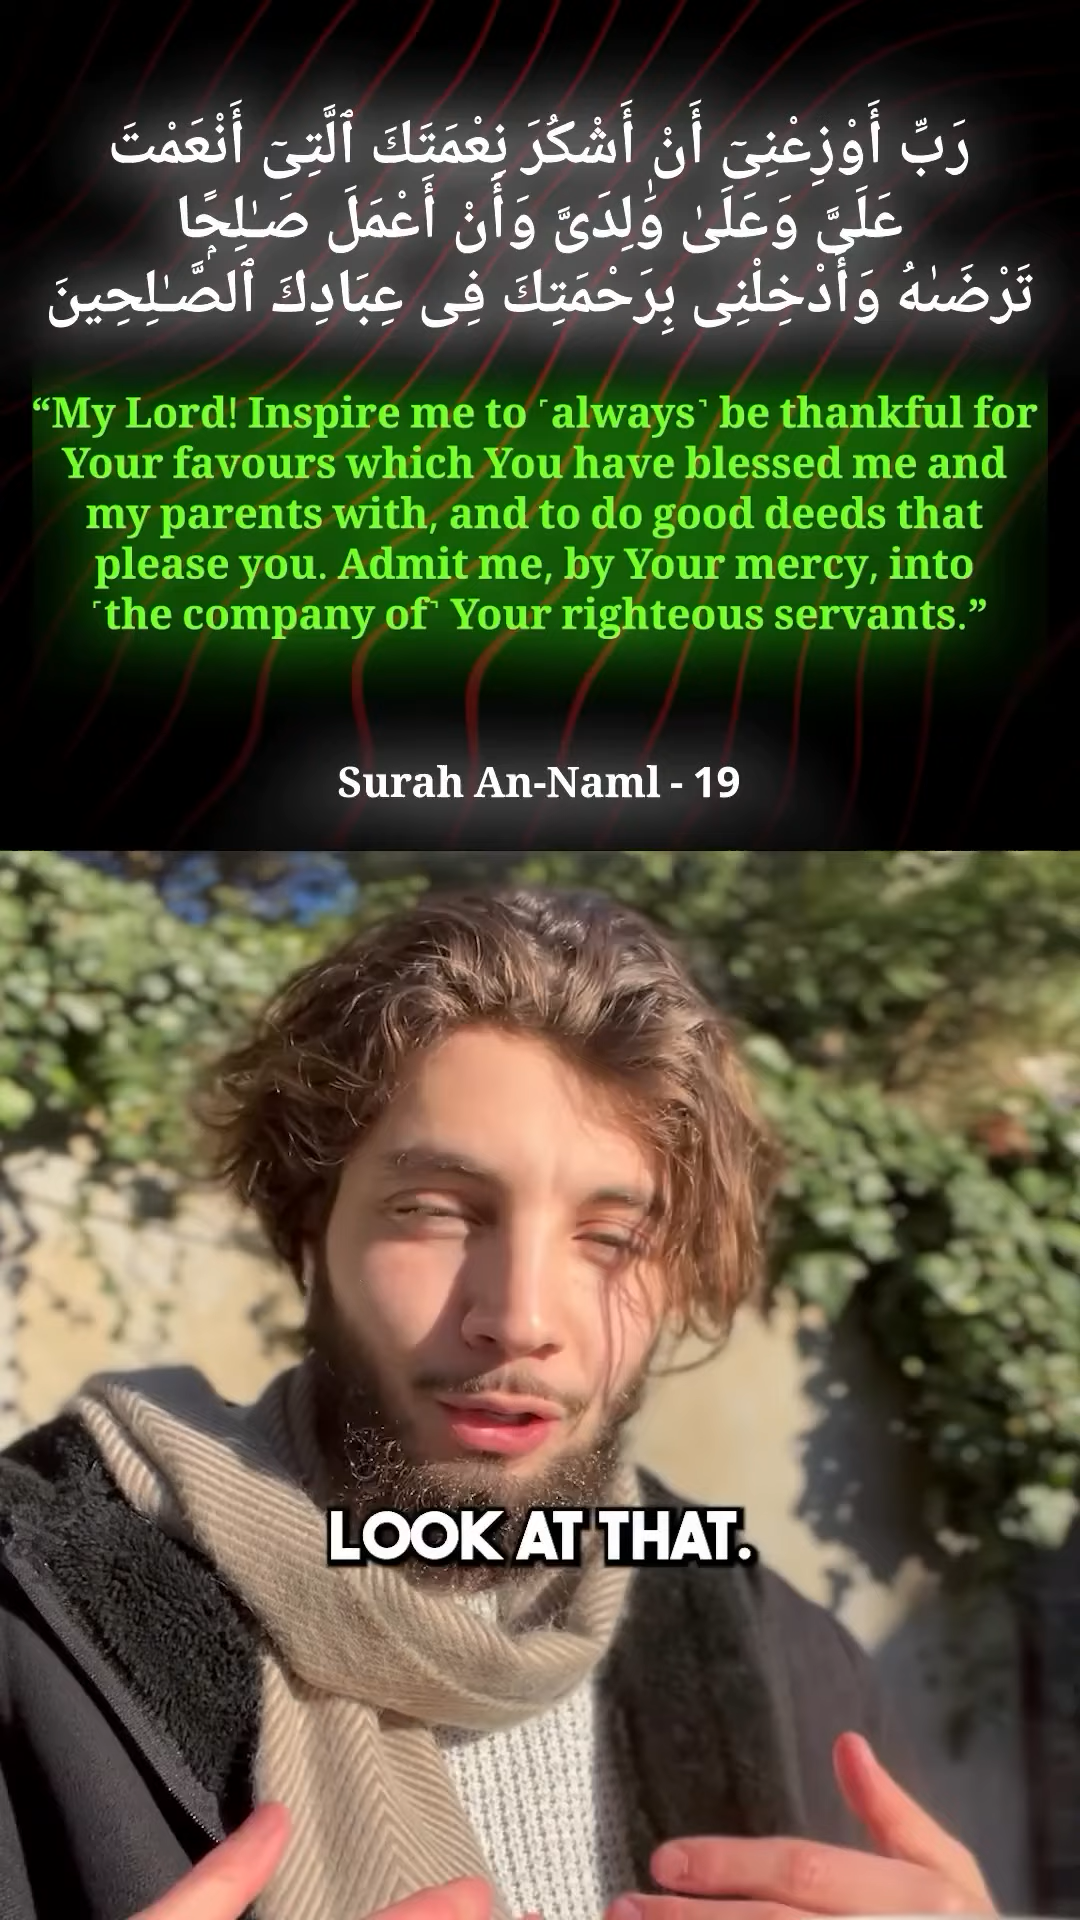 رَبِّ أَوْزِعْنِىٓ أَنْ أَشْكُرَ نِعْمَتَكَ ٱلَّتِىٓ أَنْعَمْتَ
عَلَىَّ وَعَلَىٰ وَٰلِدَىَّ وَأَنْ أَعْمَلَ صَـٰلِحًۭا
تَرْضَىٰهُ وَأَدْخِلْنِى بِرَحْمَتِكَ فِى عِبَادِكَ ٱلصَّـٰلِحِينَ
“My Lord! Inspire me to ˹always˺ be thankful for
Your favours which You have blessed me and
my parents with, and to do good deeds that
please you. Admit me, by Your mercy, into
˹the company of˺ Your righteous servants.”
Surah An-Naml - 19
LOOK AT THAT.